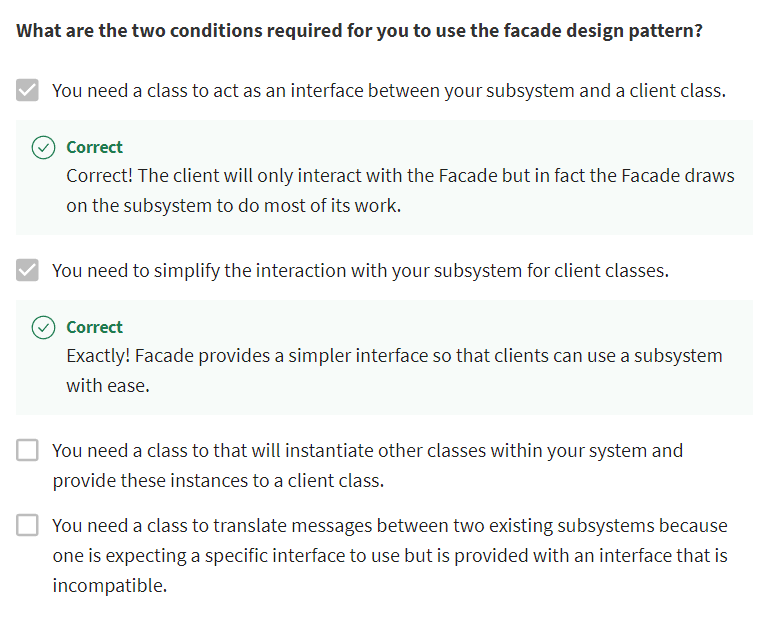 What are the two conditions required for you to use the facade design pattern?
You need a class to act as an interface between your subsystem and a client class.
Correct
Correct! The client will only interact with the Facade but in fact the Facade draws
on the subsystem to do most of its work.
You need to simplify the interaction with your subsystem for client classes.
Correct
Exactly! Facade provides a simpler interface so that clients can use a subsystem
with ease.
You need a class to that will instantiate other classes within your system and
provide these instances to a client class.
You need a class to translate messages between two existing subsystems because
one is expecting a specific interface to use but is provided with an interface that is
incompatible.